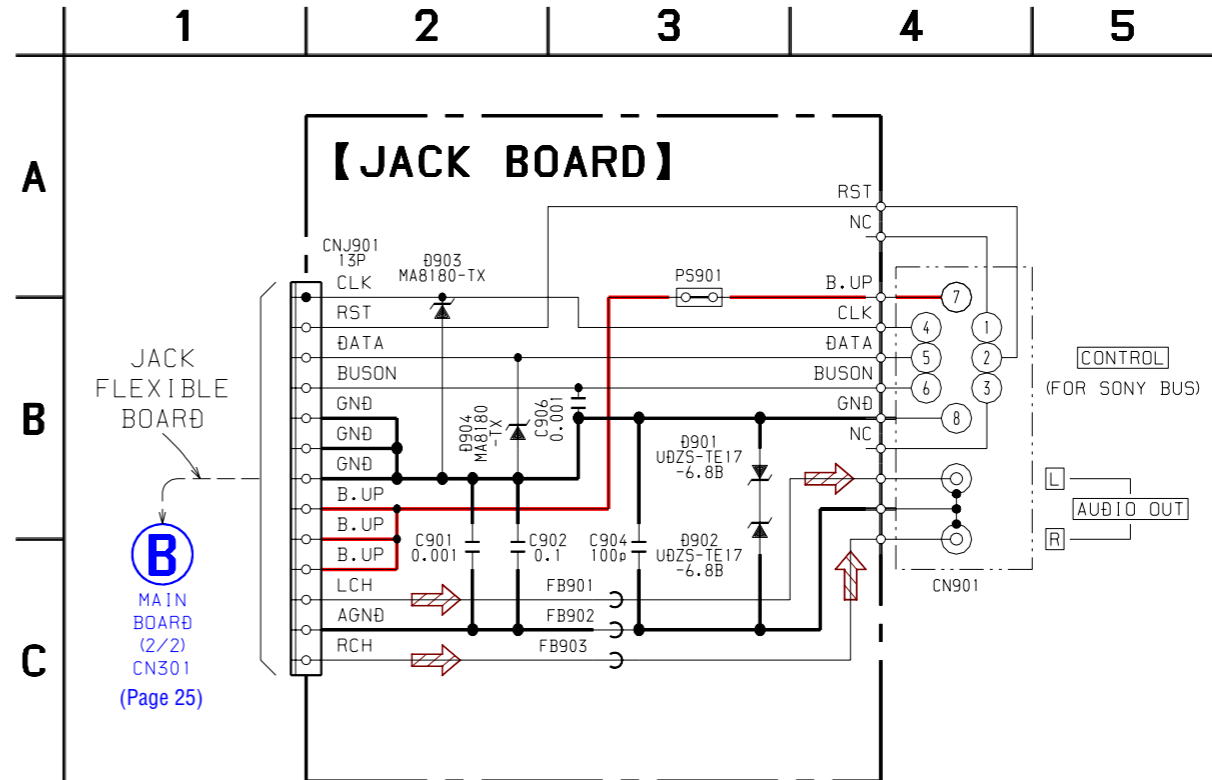 1
2
3
4
5
A
B
C
【JACK BOARD】
RST
NC
B.UP
CLK
DATA
BUSON
GND
NC
CNJ901
13P
CLK
RST
DATA
BUSON
GND
GND
GND
B.UP
B.UP
B.UP
LCH
AGND
RCH
D903
MA8180-TX
PS901
D904
MA8180
-TX
C906
0.001
D901
UDZS-TE17
-6.8B
D902
UDZS-TE17
-6.8B
C901
0.001
C902
0.1
C904
100p
FB901
FB902
FB903
7
4
1
5
2
6
3
8
CONTROL
(FOR SONY BUS)
L
AUDIO OUT
R
CN901
JACK
FLEXIBLE
BOARD
B
MAIN
BOARD
(2/2)
CN301
(Page 25)